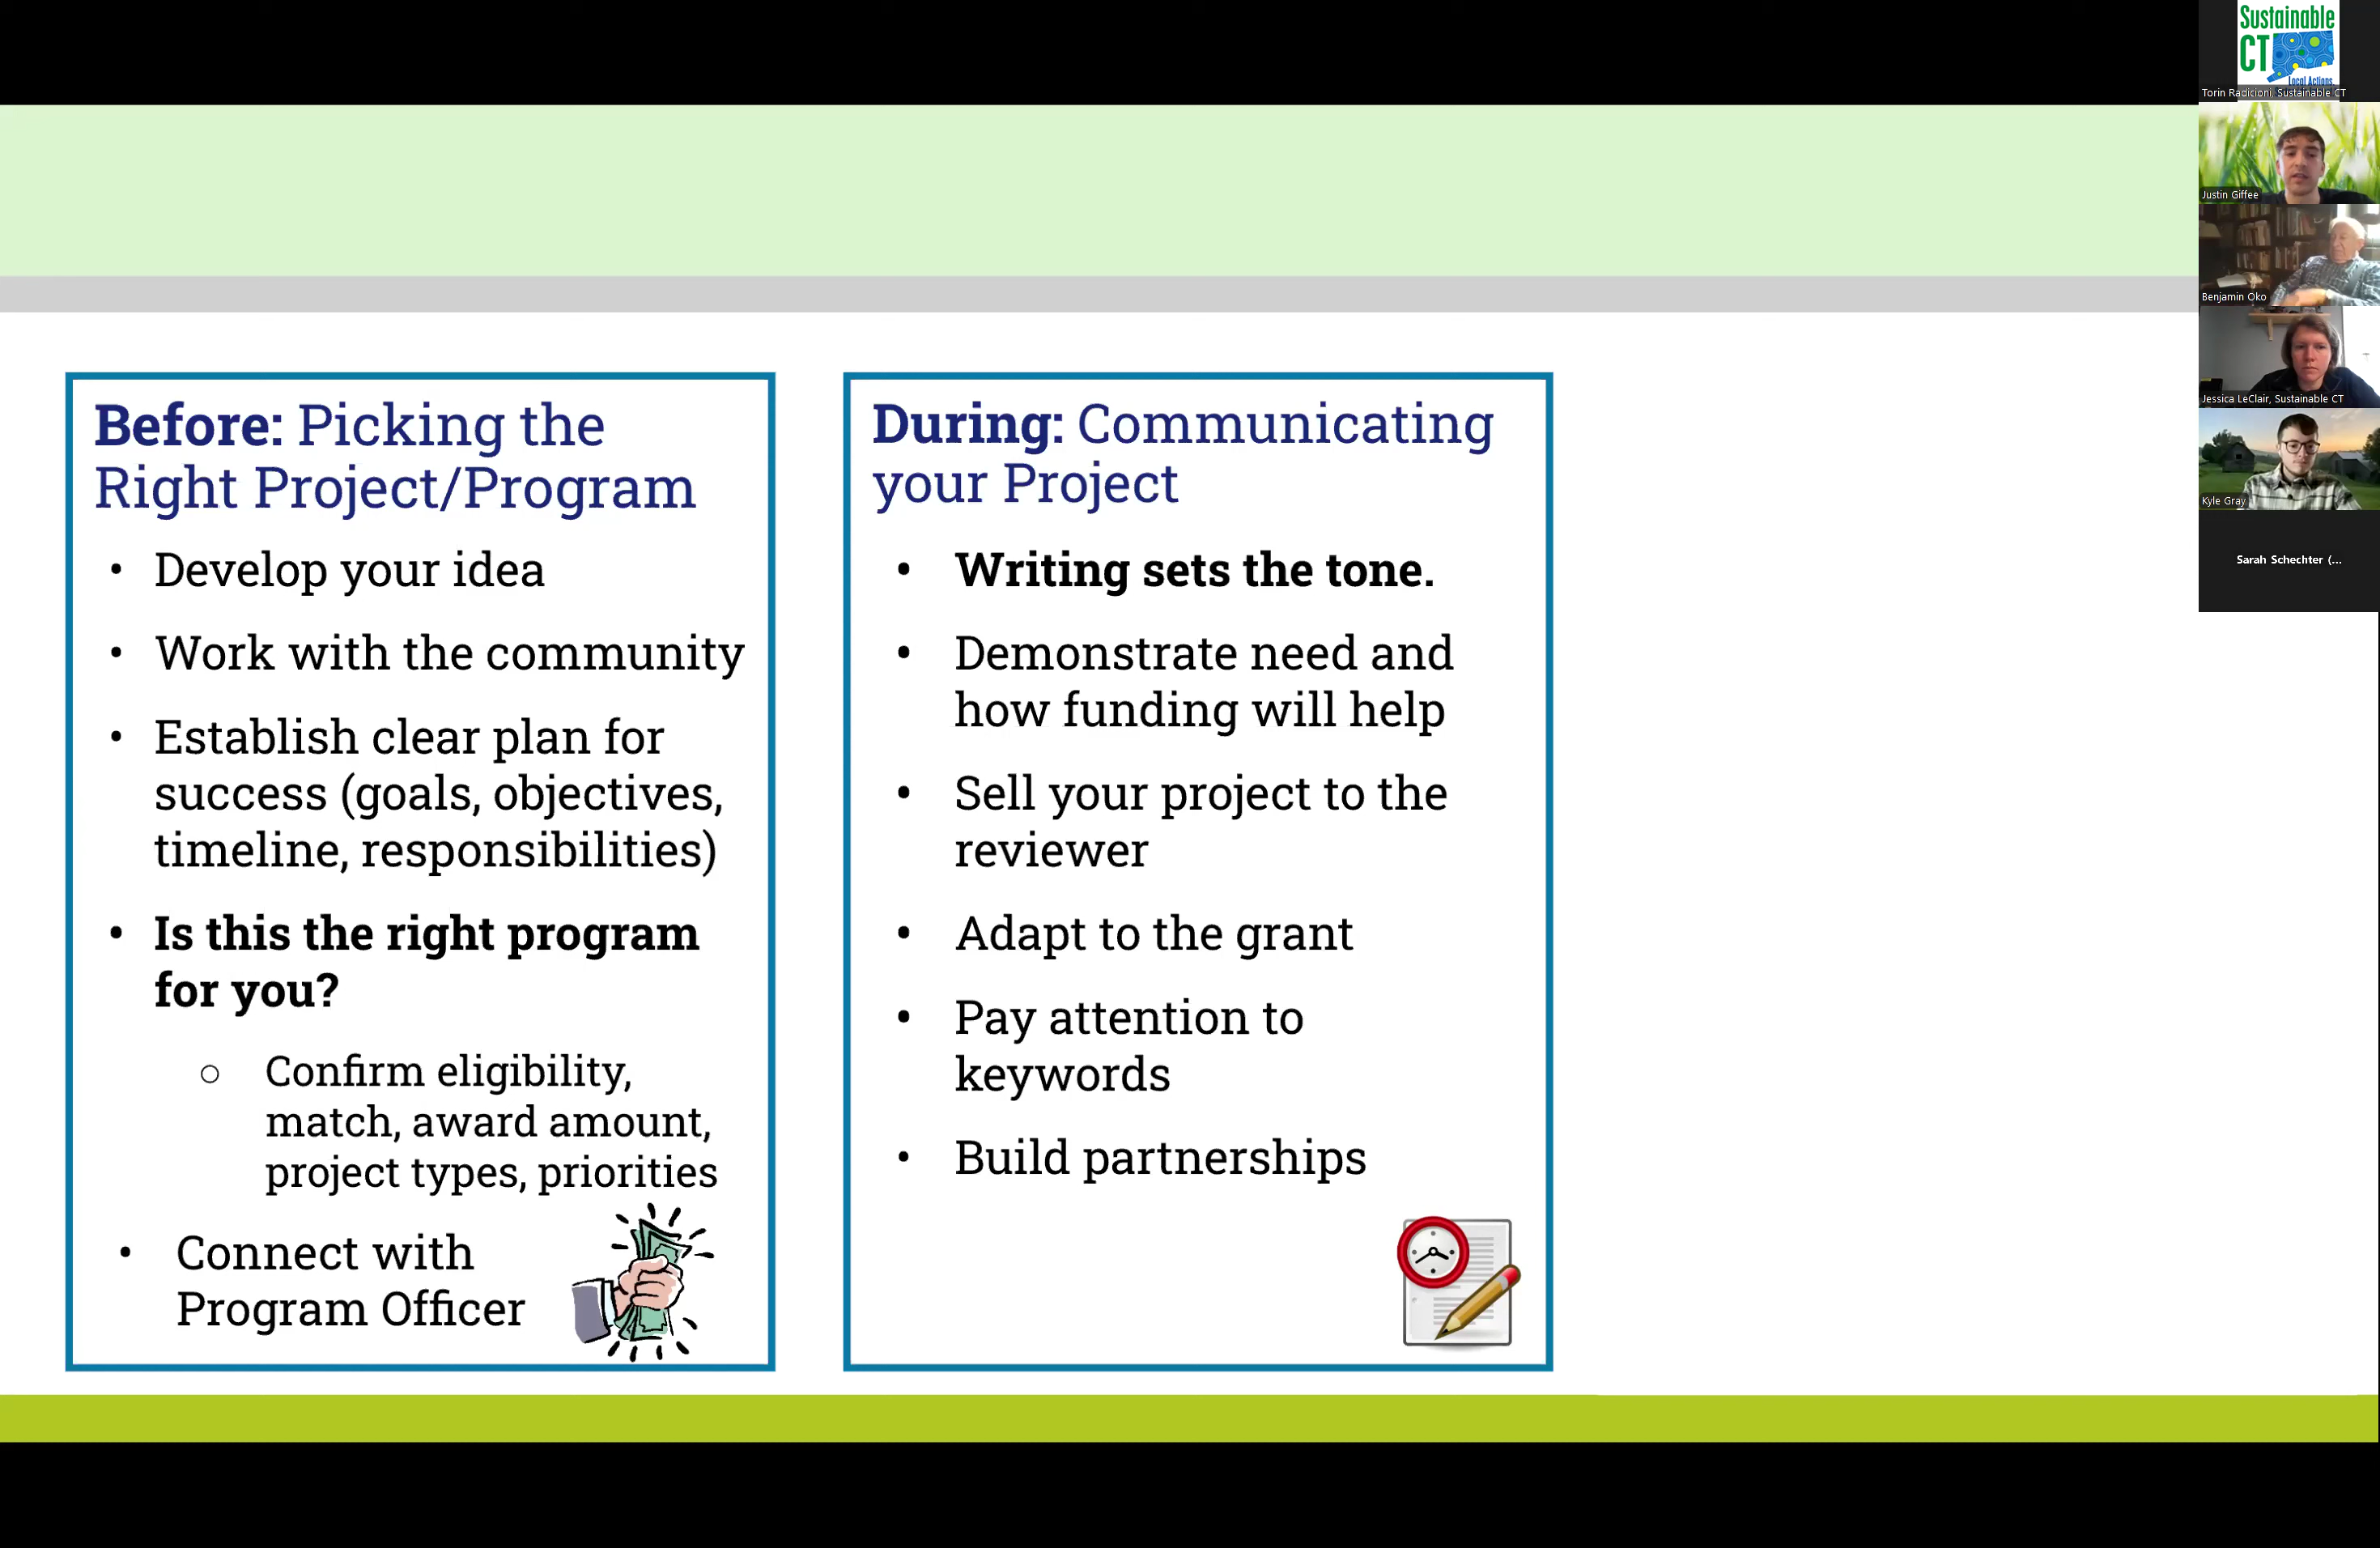 Before: Picking the
Right Project/Program
• Develop your idea
• Work with the community
• Establish clear plan for
success (goals, objectives,
timeline, responsibilities)
• Is this the right program
for you?
○ Confirm eligibility,
match, award amount,
project types, priorities
• Connect with
Program Officer
During: Communicating
your Project
• Writing sets the tone.
• Demonstrate need and
how funding will help
• Sell your project to the
reviewer
• Adapt to the grant
• Pay attention to
keywords
• Build partnerships
Sustainable
CT
Local Actions
Torin Radicioni, Sustainable CT
Justin Giffee
Benjamin Oko
Jessica LeClair, Sustainable CT
Kyle Gray
Sarah Schechter (...